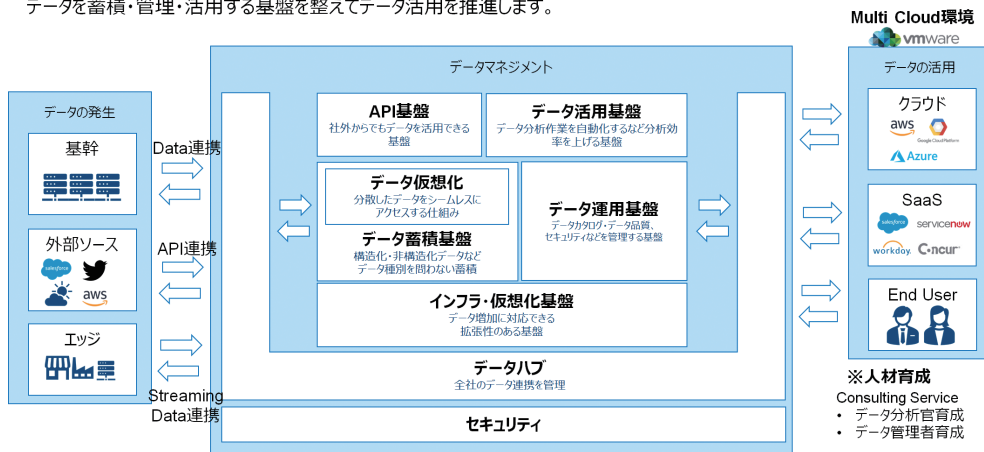 データを蓄積・管理・活用する基盤を整えてデータ活用を推進します。
Multi Cloud環境
vmware
データマネジメント
データの活用
データの発生
基幹
Data連携
外部ソース
salesforce
aws
API連携
エッジ
Streaming
Data連携
API基盤
社外からでもデータを活用できる
基盤
データ活用基盤
データ分析作業を自動化するなど分析効
率を上げる基盤
データ仮想化
分散したデータをシームレスに
アクセスする仕組み
データ蓄積基盤
構造化・非構造化データなど
データ種別を問わない蓄積
データ運用基盤
データカタログ・データ品質、
セキュリティなどを管理する基盤
インフラ・仮想化基盤
データ増加に対応できる
拡張性のある基盤
データハブ
全社のデータ連携を管理
セキュリティ
クラウド
aws
Google Cloud Platform
Azure
SaaS
salesforce
servicenow
workday.
C•ncur
End User
※人材育成
Consulting Service
• データ分析官育成
• データ管理者育成